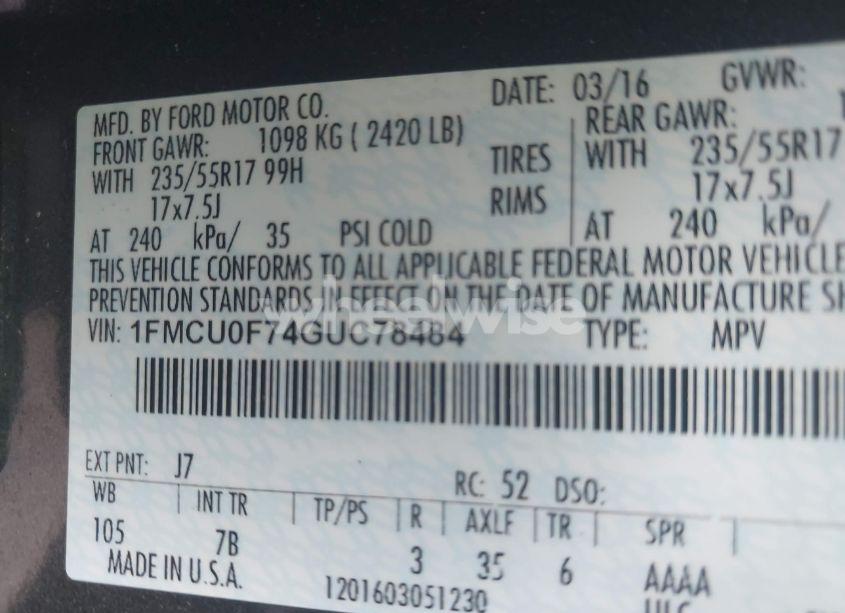 DATE: 03/16 GVWR:
MFD. BY FORD MOTOR CO.
FRONT GAWR: 1098 KG ( 2420 LB) REAR GAWR:
WITH 235/55R17 99H TIRES WITH 235/55R17
17x7.5J RIMS 17x7.5J
AT 240 kPa/ 35 PSI COLD AT 240 kPa/
THIS VEHICLE CONFORMS TO ALL APPLICABLE FEDERAL MOTOR VEHICLE
PREVENTION STANDARDS IN EFFECT ON THE DATE OF MANUFACTURE
wheelwise
VIN: 1FMCU0F74GUC78484 TYPE: MPV
EXT PNT: J7 RC: 52 DSO:
WB INT TR TP/PS R AXLE TR SPR
105 7B 3 35 6 AAAA
MADE IN U.S.A. 1201603051230